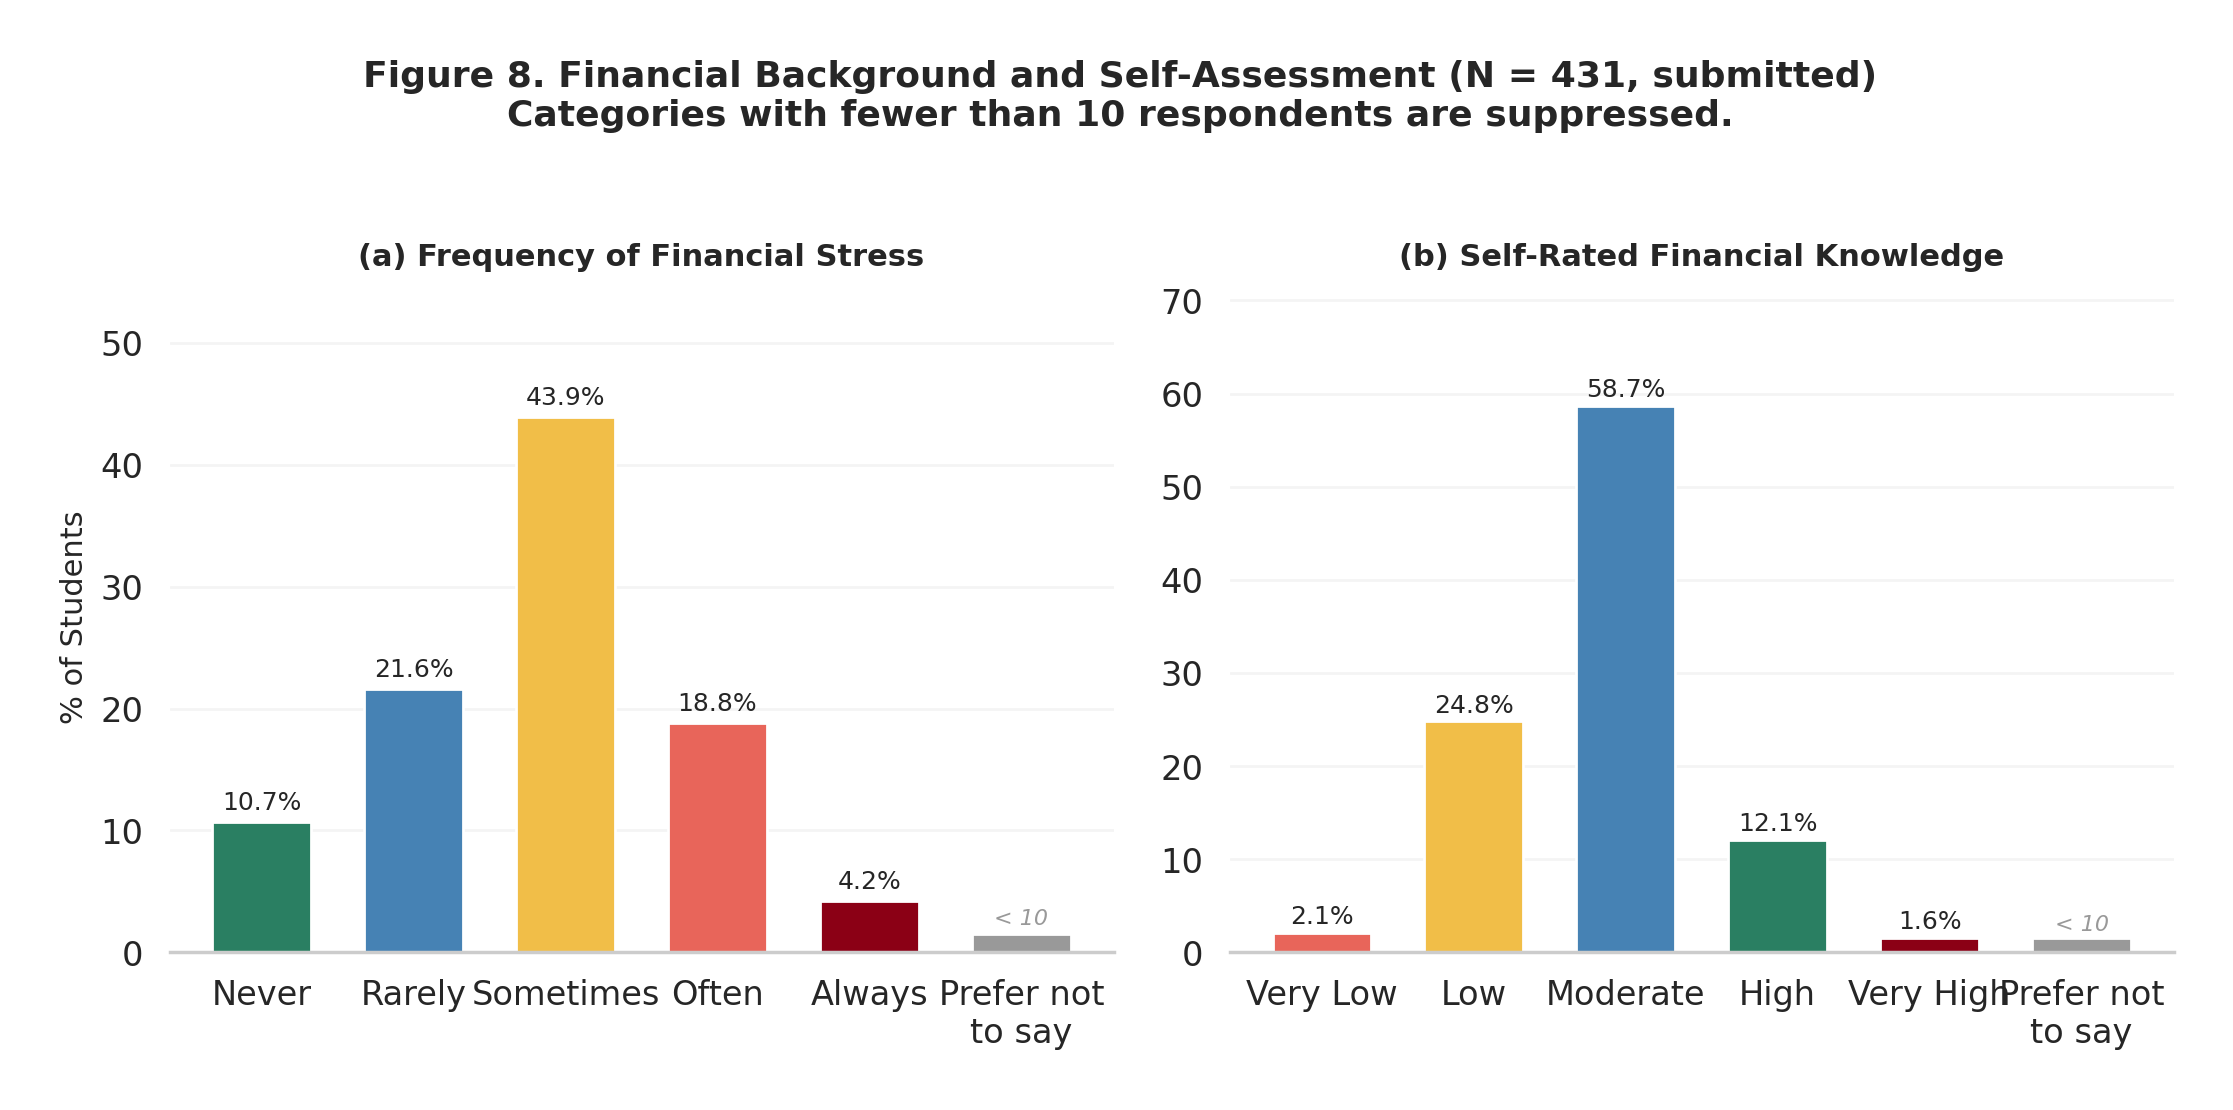 Figure 8. Financial Background and Self-Assessment (N = 431, submitted)
Categories with fewer than 10 respondents are suppressed.
(a) Frequency of Financial Stress
% of Students
50
40
30
20
10
0
10.7%
21.6%
43.9%
18.8%
4.2%
< 10
Never
Rarely
Sometimes
Often
Always
Prefer not
to say
(b) Self-Rated Financial Knowledge
70
60
50
40
30
20
10
0
2.1%
24.8%
58.7%
12.1%
1.6%
< 10
Very Low
Low
Moderate
High
Very High
Prefer not
to say